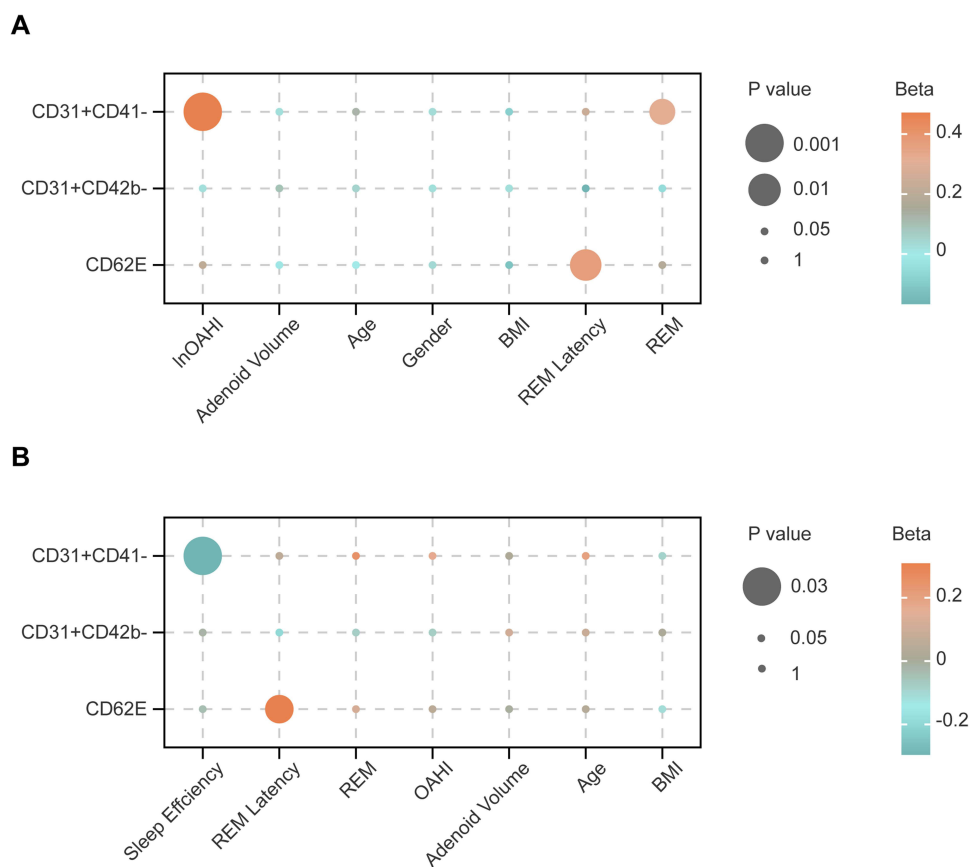 A
CD31+CD41-
CD31+CD42b-
CD62E
lnOAHI
Adenoid Volume
Age
Gender
BMI
REM Latency
REM
P value
0.001
0.01
0.05
1
Beta
0.4
0.2
0
B
CD31+CD41-
CD31+CD42b-
CD62E
Sleep Effciency
REM Latency
REM
OAHI
Adenoid Volume
Age
BMI
P value
0.03
0.05
1
Beta
0.2
0
-0.2